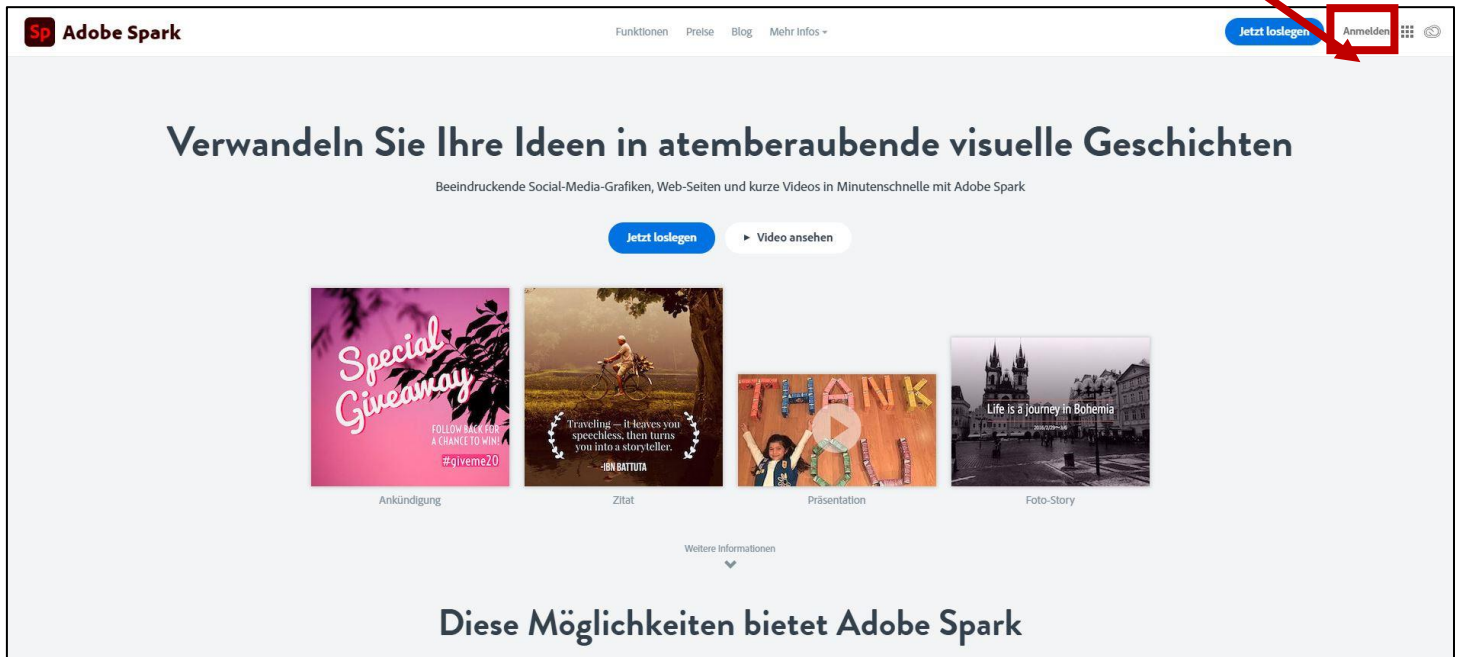 Sp Adobe Spark
Funktionen Preise Blog Mehr Infos
Jetzt loslegen Anmelden
Verwandeln Sie Ihre Ideen in atemberaubende visuelle Geschichten
Beeindruckende Social-Media-Grafiken, Web-Seiten und kurze Videos in Minutenschnelle mit Adobe Spark
Jetzt loslegen Video ansehen
Special
Giveaway
FOLLOW BACK FOR
A CHANCE TO WIN!
#giveme20
Traveling — it leaves you
speechless, then turns
you into a storyteller.
-IBN BATTUTA
THANK
YOU
Life is a journey in Bohemia
Ankündigung Zitat Präsentation Foto-Story
Weitere Informationen
Diese Möglichkeiten bietet Adobe Spark